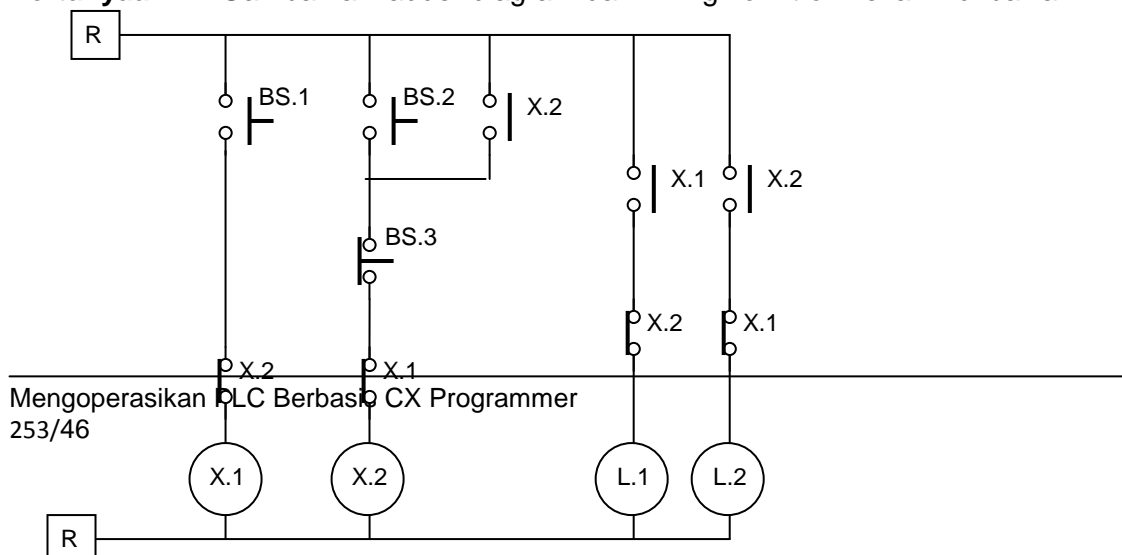 R
BS.1 BS.2 X.2
X.1 X.2
BS.3
X.2 X.1
X.2 X.1
Mengoperasikan PLC Berbasis CX Programmer
253/46
X.1 X.2 L.1 L.2
R